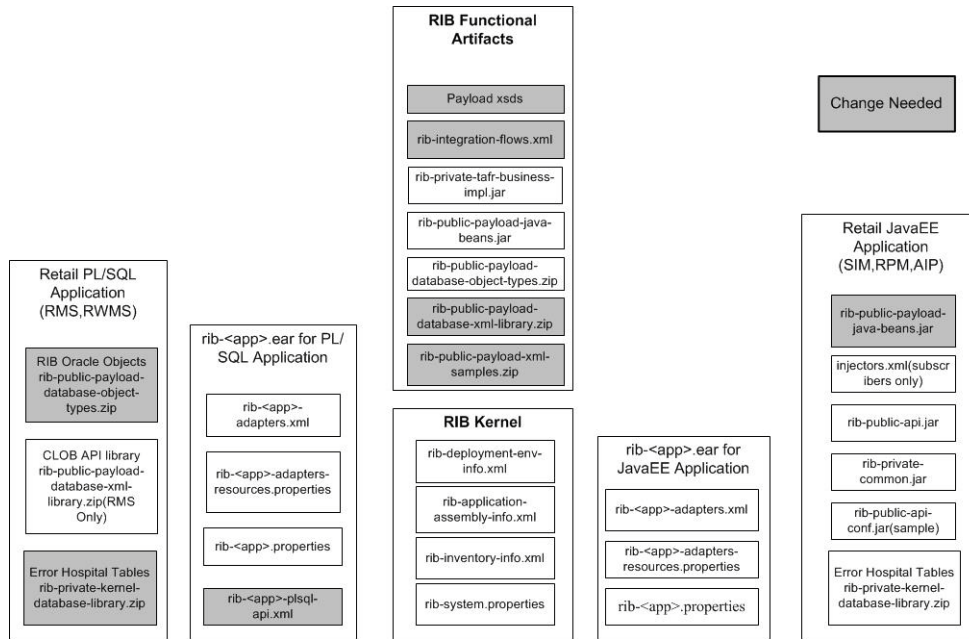 RIB Functional
Artifacts
Payload xsds
rib-integration-flows.xml
rib-private-tafr-business-
impl.jar
rib-public-payload-java-
beans.jar
rib-public-payload-
database-object-types.zip
rib-public-payload-
database-xml-library.zip
rib-public-payload-xml-
samples.zip
Change Needed
Retail PL/SQL
Application
(RMS,RWMS)
RIB Oracle Objects
rib-public-payload-
database-object-
types.zip
CLOB API library
rib-public-payload-
database-xml-
library.zip(RMS
Only)
Error Hospital Tables
rib-private-kernel-
database-library.zip
rib-<app>.ear for PL/
SQL Application
rib-<app>-
adapters.xml
rib-<app>-adapters-
resources.properties
rib-<app>.properties
rib-<app>-plsql-
api.xml
RIB Kernel
rib-deployment-env-
info.xml
rib-application-
assembly-info.xml
rib-inventory-info.xml
rib-system.properties
rib-<app>.ear for
JavaEE Application
rib-<app>-adapters.xml
rib-<app>-adapters-
resources.properties
rib-<app>.properties
Retail JavaEE
Application
(SIM,RPM,AIP)
rib-public-payload-
java-beans.jar
injectors.xml(subscr
ibers only)
rib-public-api.jar
rib-private-
common.jar
rib-public-api-
conf.jar(sample)
Error Hospital Tables
rib-private-kernel-
database-library.zip